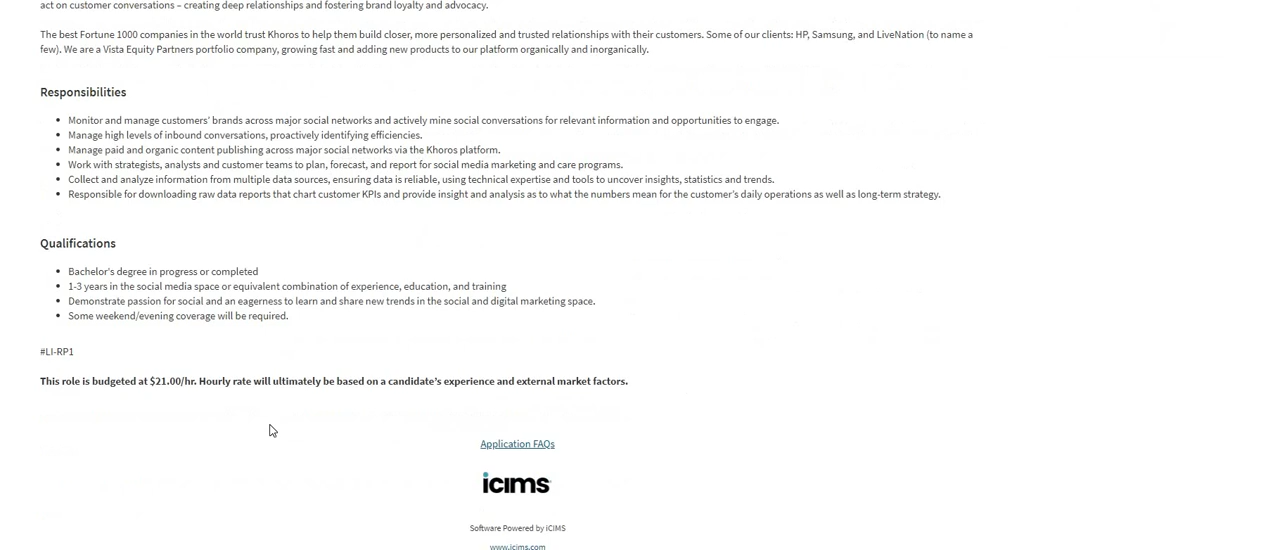 act on customer conversations – creating deep relationships and fostering brand loyalty and advocacy.
The best Fortune 1000 companies in the world trust Khoros to help them build closer, more personalized and trusted relationships with their customers. Some of our clients: HP, Samsung, and LiveNation (to name a
few). We are a Vista Equity Partners portfolio company, growing fast and adding new products to our platform organically and inorganically.
Responsibilities
• Monitor and manage customers' brands across major social networks and actively mine social conversations for relevant information and opportunities to engage.
• Manage high levels of inbound conversations, proactively identifying efficiencies.
• Manage paid and organic content publishing across major social networks via the Khoros platform.
• Work with strategists, analysts and customer teams to plan, forecast, and report for social media marketing and care programs.
• Collect and analyze information from multiple data sources, ensuring data is reliable, using technical expertise and tools to uncover insights, statistics and trends.
• Responsible for downloading raw data reports that chart customer KPIs and provide insight and analysis as to what the numbers mean for the customer's daily operations as well as long-term strategy.
Qualifications
• Bachelor's degree in progress or completed
• 1-3 years in the social media space or equivalent combination of experience, education, and training
• Demonstrate passion for social and an eagerness to learn and share new trends in the social and digital marketing space.
• Some weekend/evening coverage will be required.
#LI-RP1
This role is budgeted at $21.00/hr. Hourly rate will ultimately be based on a candidate's experience and external market factors.
Application FAQs
icims
Software Powered by iCIMS
www.icims.com